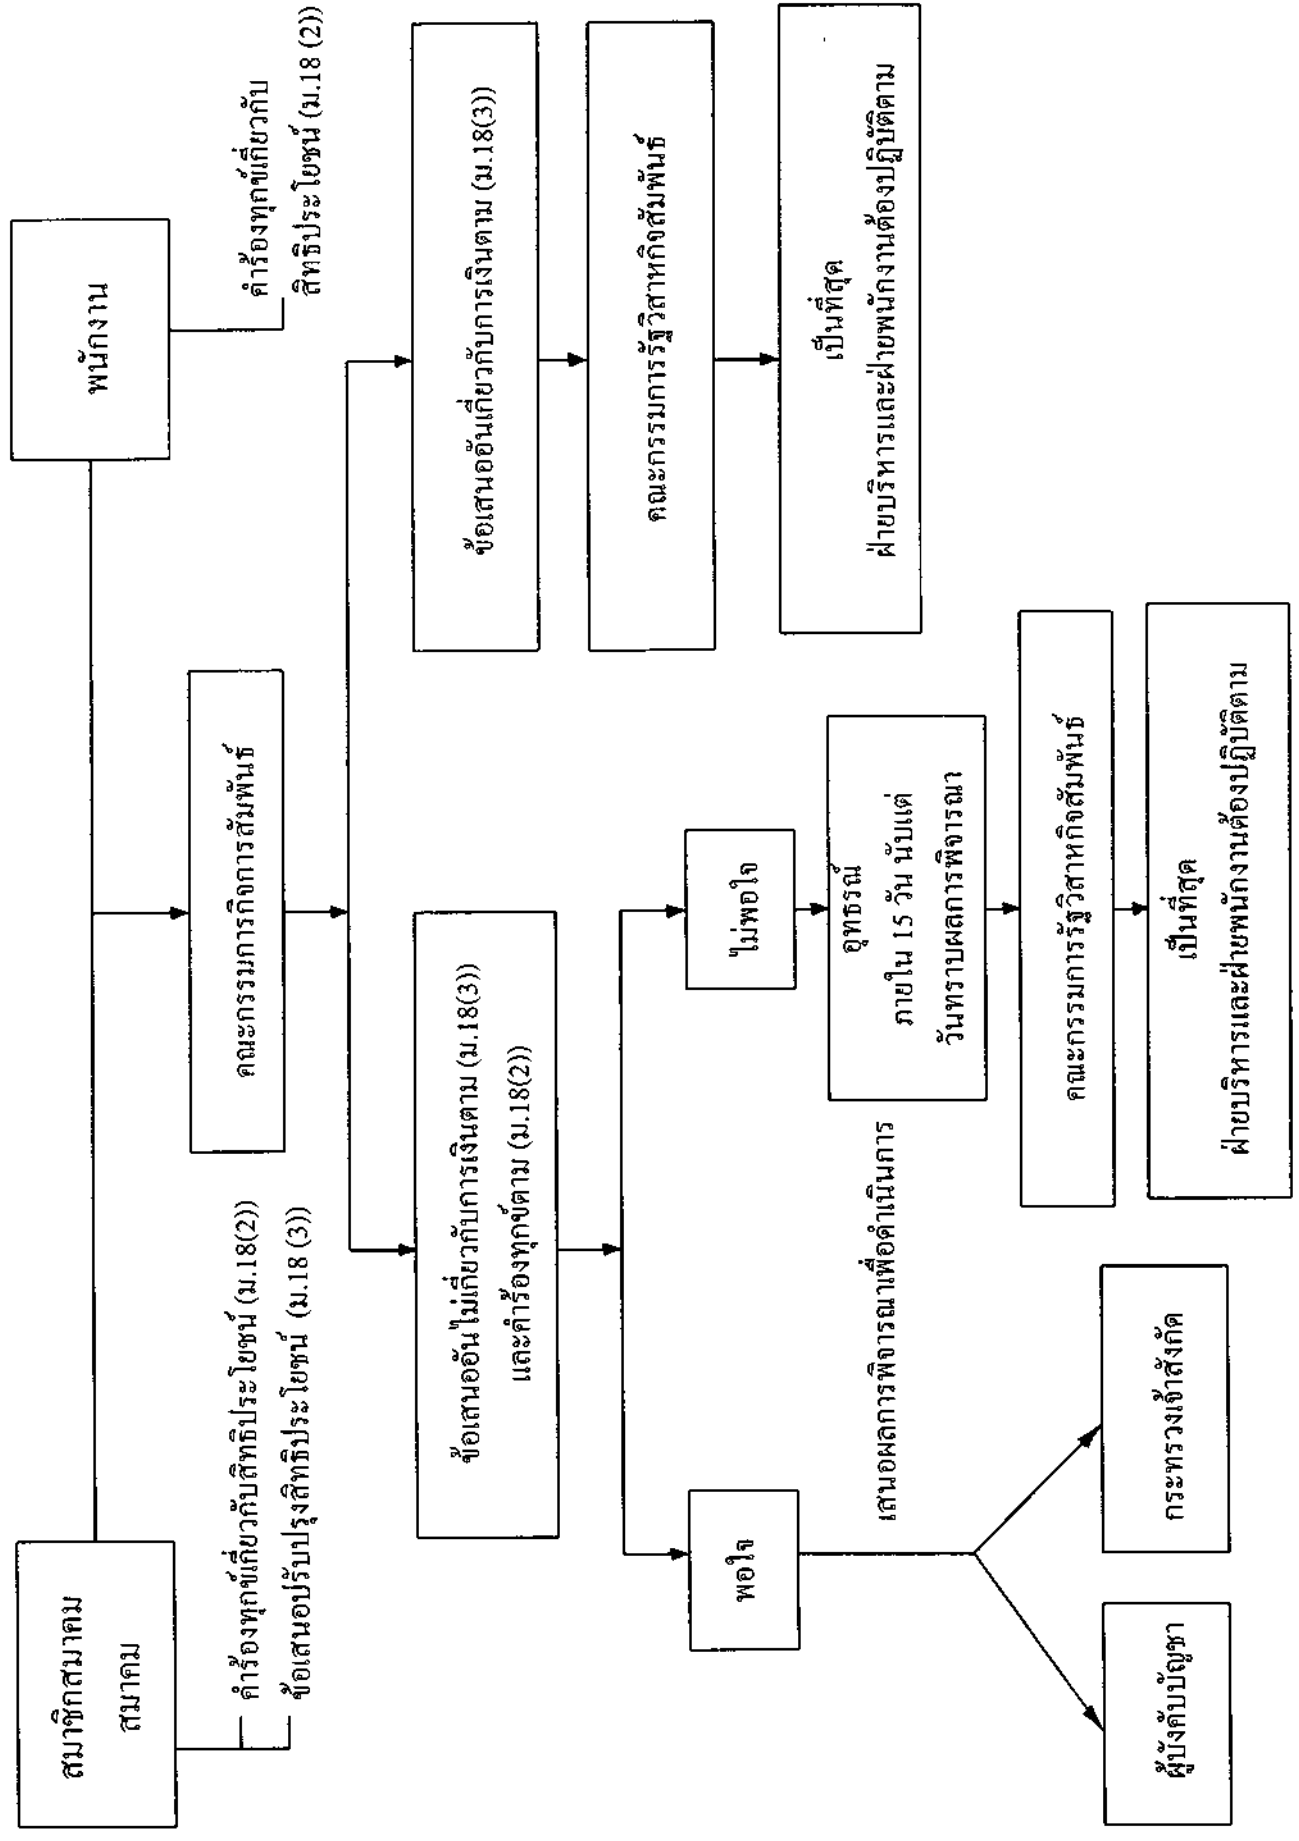 สมาชิกสมาคม
สมาคม
พนักงาน
คำร้องทุกข์เกี่ยวกับสิทธิประโยชน์ (ม.18(2))
ข้อเสนอปรับปรุงสิทธิประโยชน์ (ม.18 (3))
คำร้องทุกข์เกี่ยวกับ
สิทธิประโยชน์ (ม.18 (2))
คณะกรรมการกิจการสัมพันธ์
ข้อเสนออันไม่เกี่ยวกับการเงินตาม (ม.18(3))
และคำร้องทุกข์ตาม (ม.18(2))
ข้อเสนออันเกี่ยวกับการเงินตาม (ม.18(3))
คณะกรรมการรัฐวิสาหกิจสัมพันธ์
เป็นที่สุด
ฝ่ายบริหารและฝ่ายพนักงานต้องปฏิบัติตาม
พอใจ
ไม่พอใจ
เสนอผลการพิจารณาเพื่อดำเนินการ
อุทธรณ์
ภายใน 15 วัน นับแต่
วันทราบผลการพิจารณา
คณะกรรมการรัฐวิสาหกิจสัมพันธ์
เป็นที่สุด
ฝ่ายบริหารและฝ่ายพนักงานต้องปฏิบัติตาม
ผู้บังคับบัญชา
กระทรวงเจ้าสังกัด